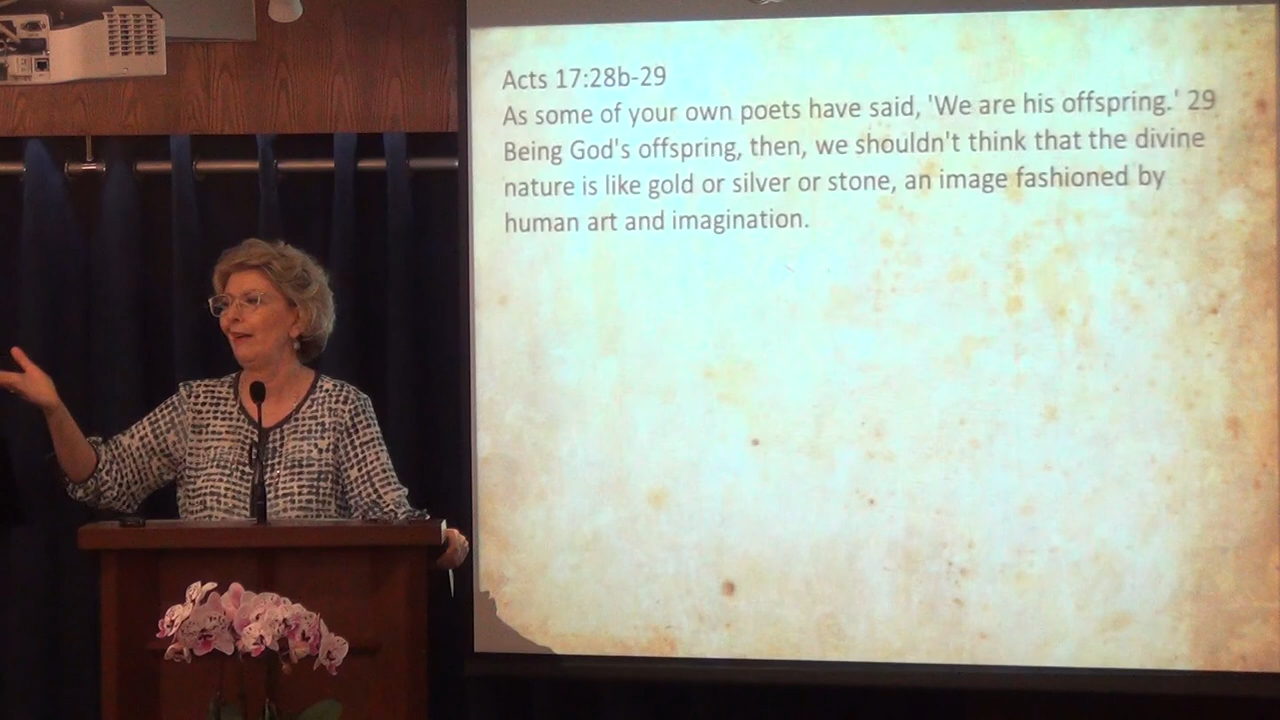 Acts 17:28b-29
As some of your own poets have said, 'We are his offspring.' 29
Being God's offspring, then, we shouldn't think that the divine
nature is like gold or silver or stone, an image fashioned by
human art and imagination.